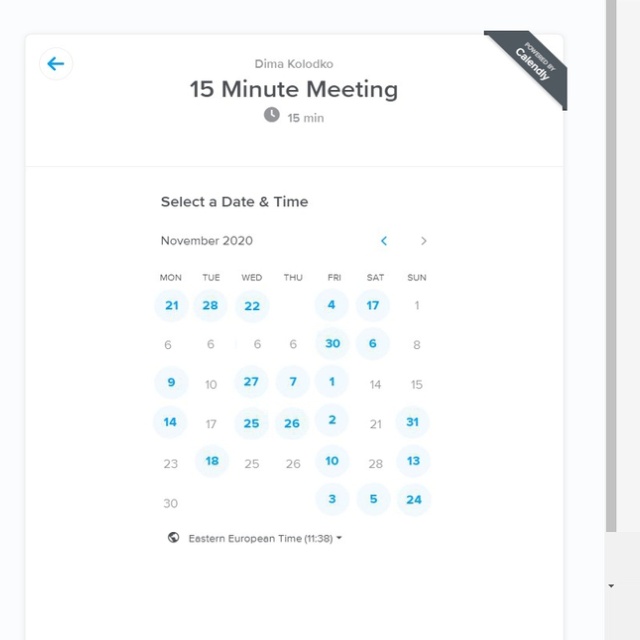 POWERED BY
Calendly
Dima Kolodko
15 Minute Meeting
15 min
Select a Date & Time
November 2020
MON TUE WED THU FRI SAT SUN
21 28 22 4 17 1
6 6 6 6 30 6 8
9 10 27 7 1 14 15
14 17 25 26 2 21 31
23 18 25 26 10 28 13
30 3 5 24
Eastern European Time (11:38)